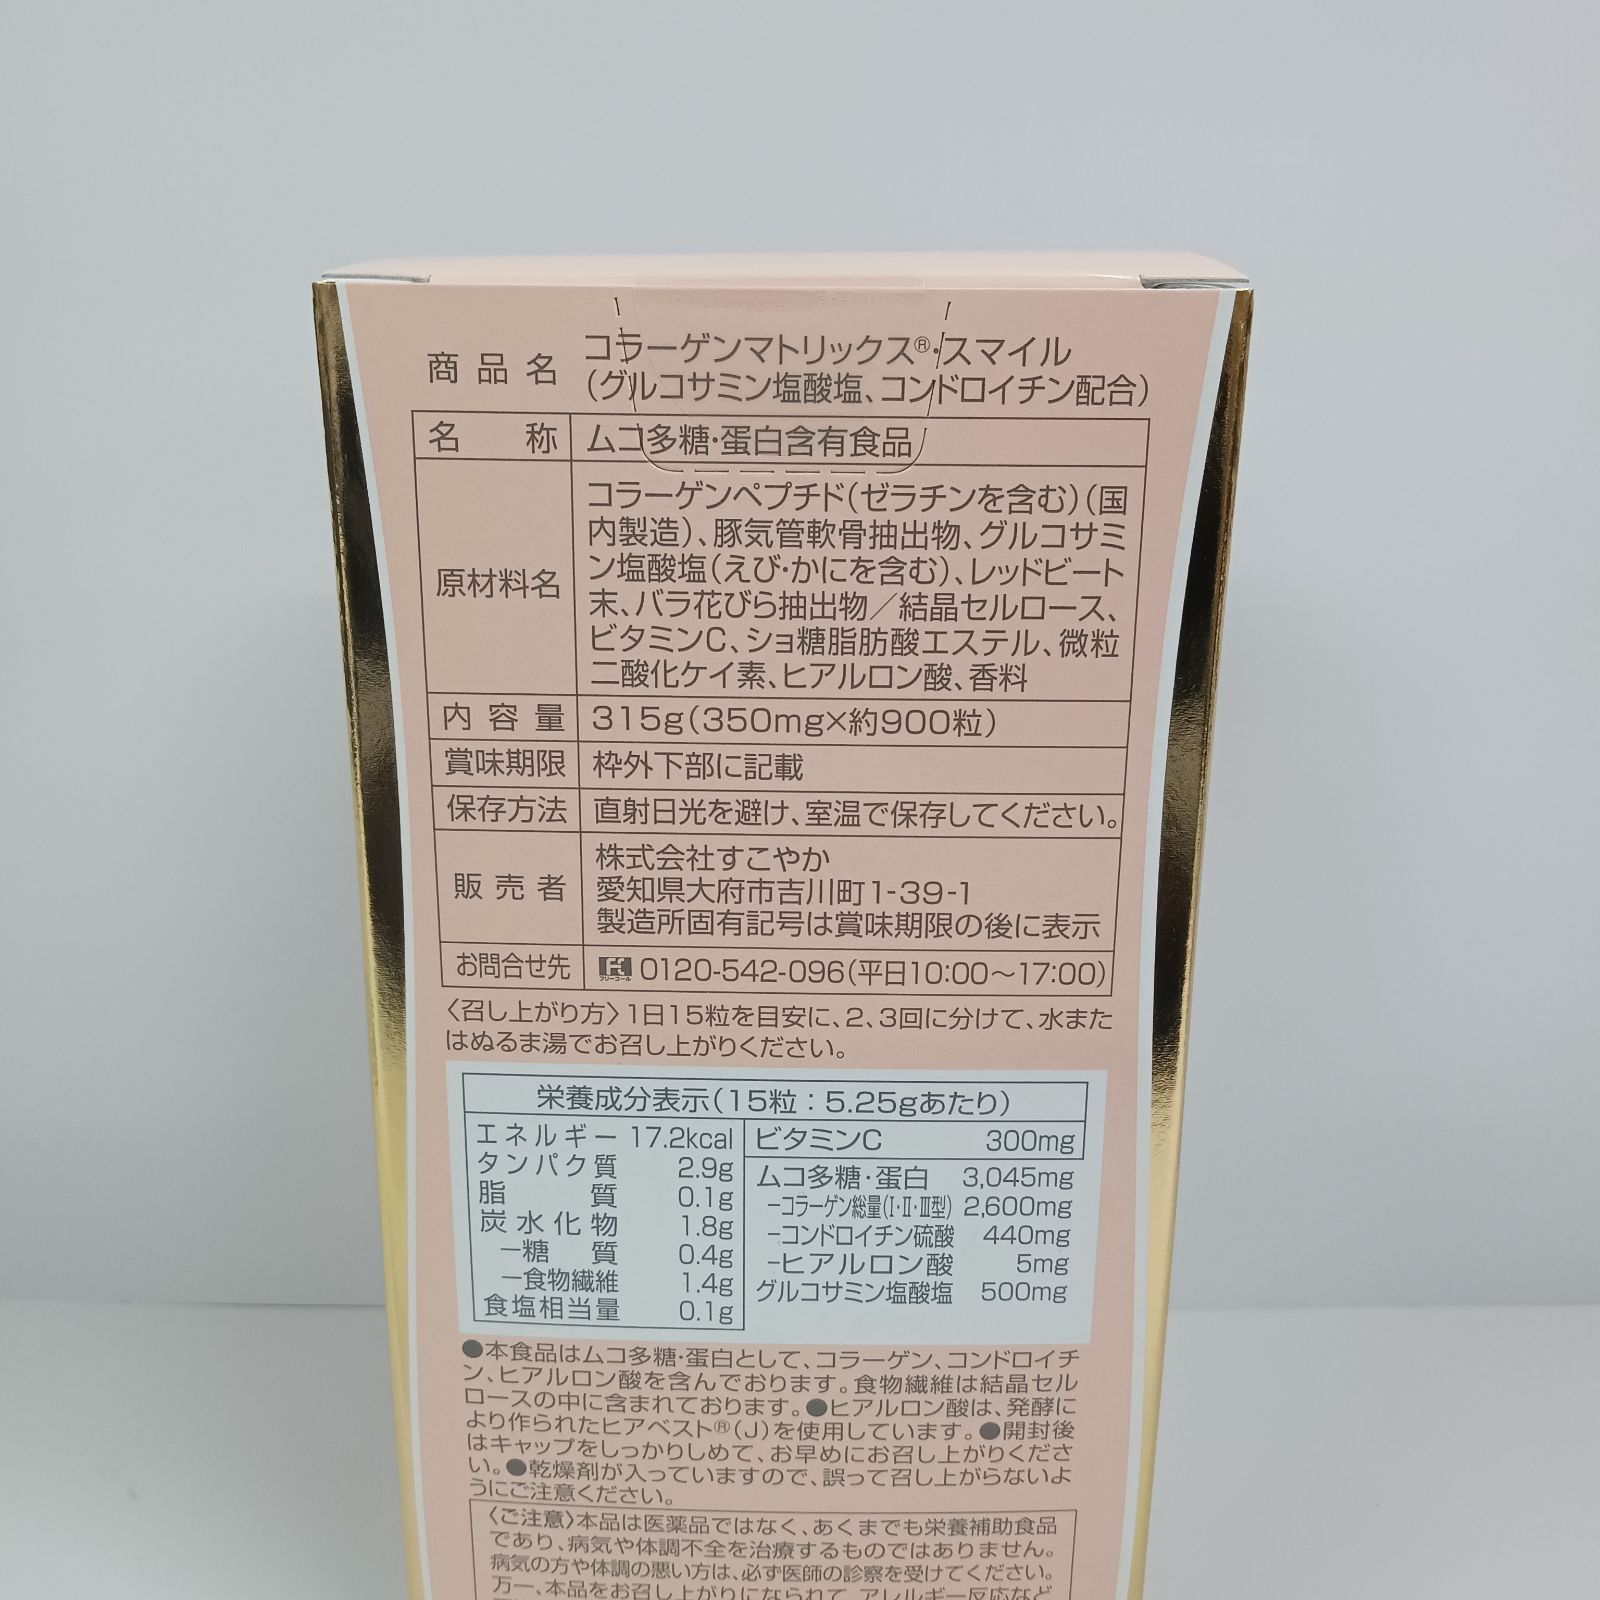 商品名 コラーゲンマトリックス®・スマイル
(グルコサミン塩酸塩、コンドロイチン配合)
名称 ムコ多糖・蛋白含有食品
原材料名 コラーゲンペプチド(ゼラチンを含む)(国
内製造)、豚気管軟骨抽出物、グルコサミ
ン塩酸塩(えび・かにを含む)、レッドビート
末、バラ花びら抽出物／結晶セルロース、
ビタミンC、ショ糖脂肪酸エステル、微粒
二酸化ケイ素、ヒアルロン酸、香料
内容量 315g(350mg×約900粒)
賞味期限 枠外下部に記載
保存方法 直射日光を避け、室温で保存してください。
販売者 株式会社すこやか
愛知県大府市吉川町1-39-1
製造所固有記号は賞味期限の後に表示
お問合せ先 フリーコール 0120-542-096(平日10:00～17:00)
〈召し上がり方〉1日15粒を目安に、2、3回に分けて、水また
はぬるま湯でお召し上がりください。
栄養成分表示(15粒：5.25gあたり)
エネルギー 17.2kcal
タンパク質 2.9g
脂質 0.1g
炭水化物 1.8g
－糖質 0.4g
－食物繊維 1.4g
食塩相当量 0.1g
ビタミンC 300mg
ムコ多糖・蛋白 3,045mg
－コラーゲン総量(Ⅰ・Ⅱ・Ⅲ型) 2,600mg
－コンドロイチン硫酸 440mg
－ヒアルロン酸 5mg
グルコサミン塩酸塩 500mg
●本食品はムコ多糖・蛋白として、コラーゲン、コンドロイチ
ン、ヒアルロン酸を含んでおります。食物繊維は結晶セル
ロースの中に含まれております。●ヒアルロン酸は、発酵に
より作られたヒアベスト®(J)を使用しています。●開封後
はキャップをしっかりしめて、お早めにお召し上がりくださ
い。●乾燥剤が入っていますので、誤って召し上がらないよ
うにご注意ください。
〈ご注意〉本品は医薬品ではなく、あくまでも栄養補助食品
であり、病気や体調不全を治療するものではありません。
病気の方や体調の悪い方は、必ず医師の診察を受けてください。
万一、本品をお召し上がりになられて、アレルギー反応など